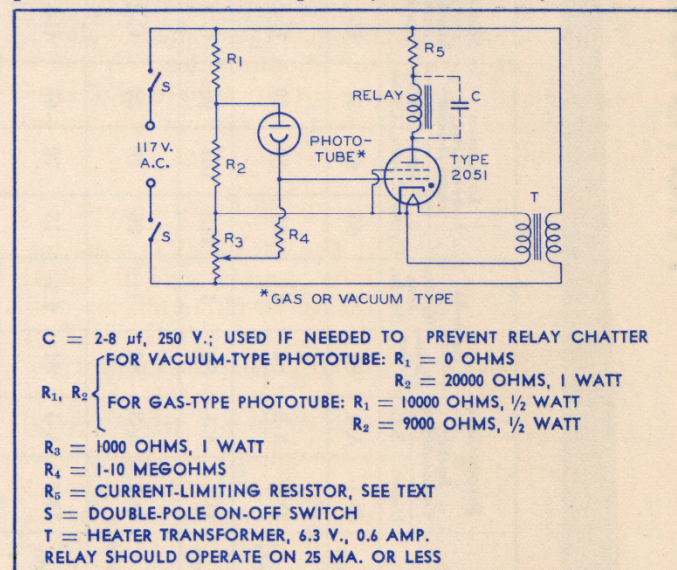 R1
R5
S
RELAY
C
117 V.
A.C.
PHOTO-
TUBE*
TYPE
2051
R2
T
S
R3
R4
*GAS OR VACUUM TYPE
C = 2-8 μf, 250 V.; USED IF NEEDED TO PREVENT RELAY CHATTER
FOR VACUUM-TYPE PHOTOTUBE: R1 = 0 OHMS
R2 = 20000 OHMS, 1 WATT
R1, R2
FOR GAS-TYPE PHOTOTUBE: R1 = 10000 OHMS, 1/2 WATT
R2 = 9000 OHMS, 1/2 WATT
R3 = 1000 OHMS, 1 WATT
R4 = 1-10 MEGOHMS
R5 = CURRENT-LIMITING RESISTOR, SEE TEXT
S = DOUBLE-POLE ON-OFF SWITCH
T = HEATER TRANSFORMER, 6.3 V., 0.6 AMP.
RELAY SHOULD OPERATE ON 25 MA. OR LESS